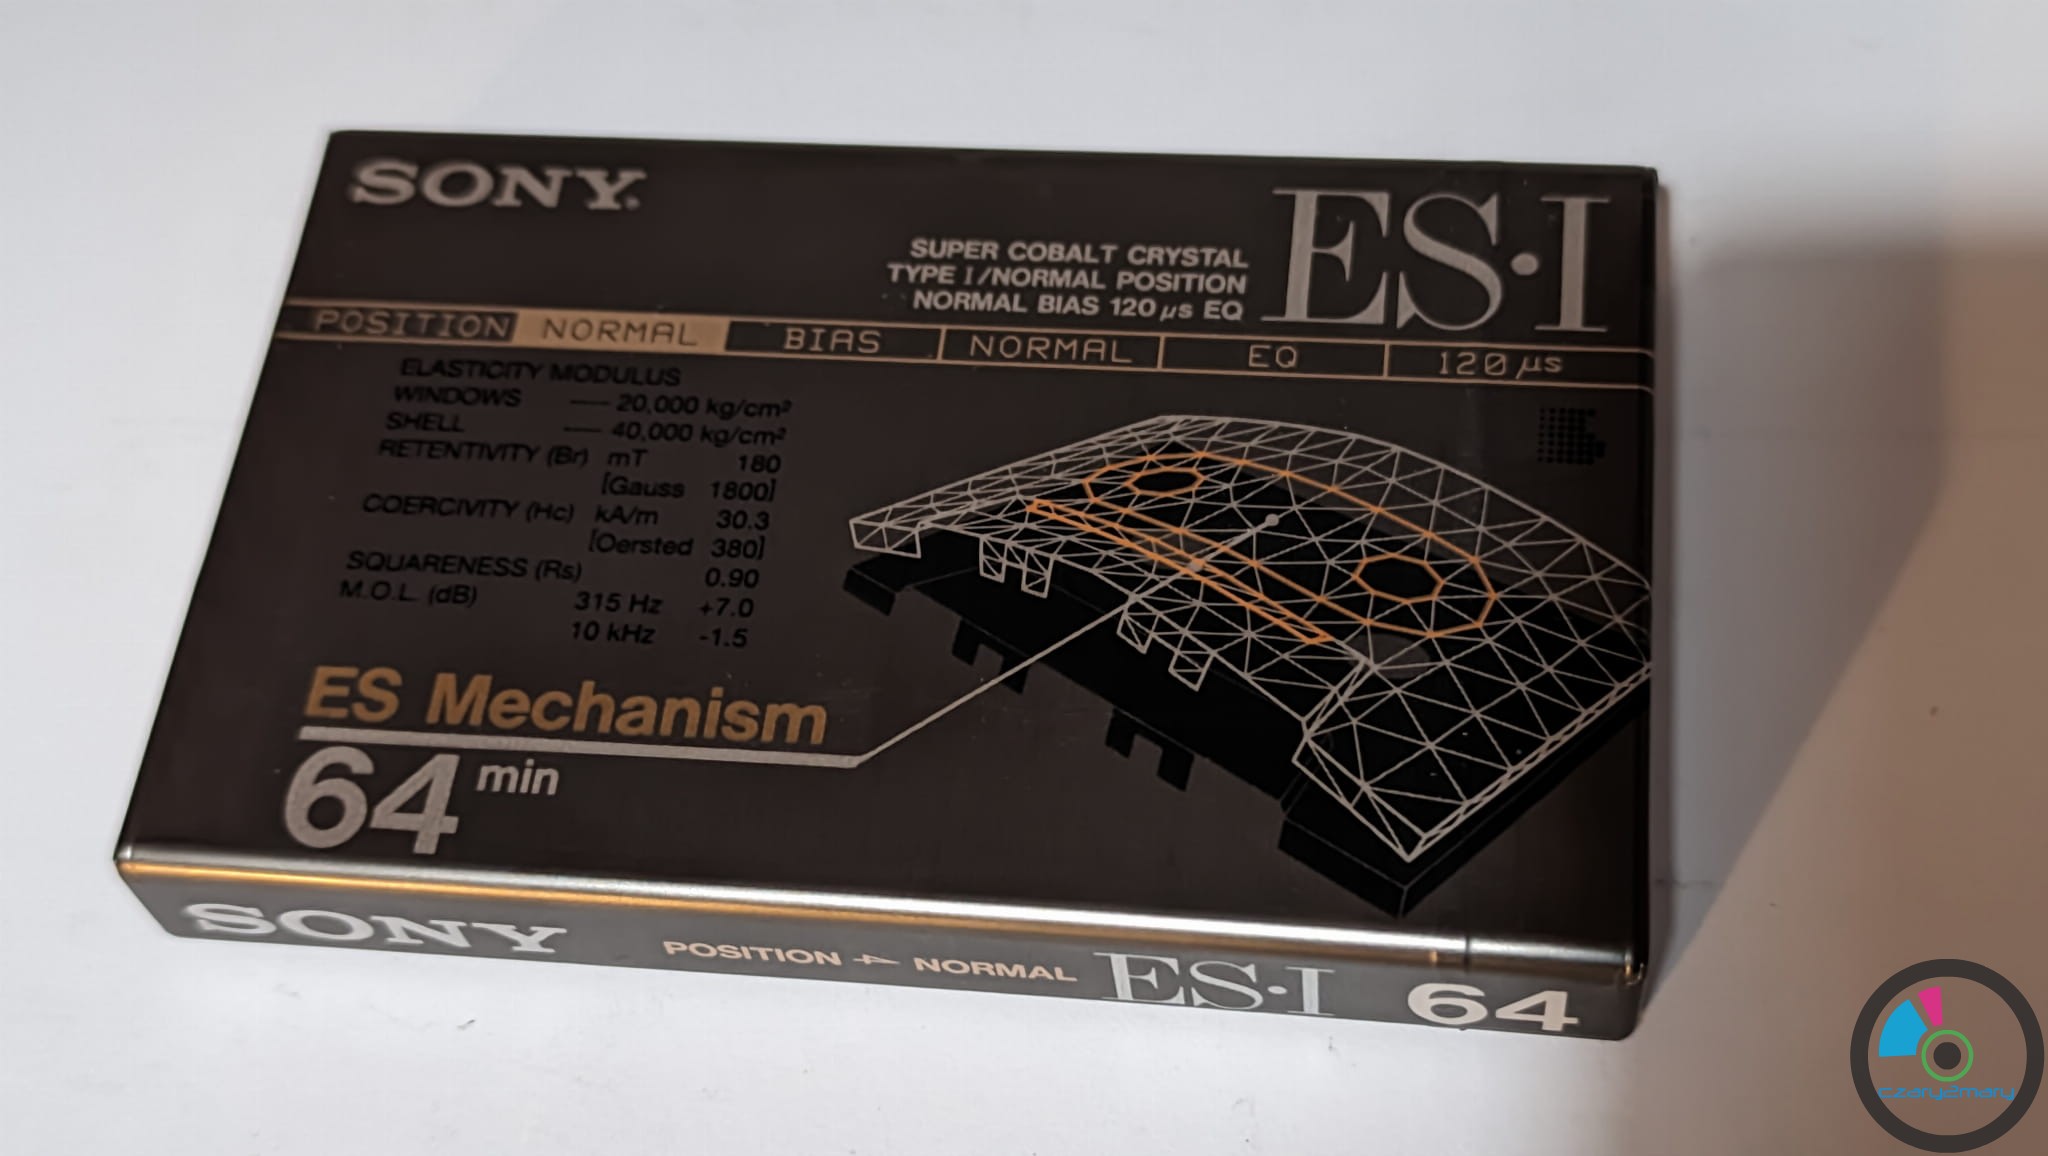 SONY.
ES·I
SUPER COBALT CRYSTAL
TYPE I/NORMAL POSITION
NORMAL BIAS 120 µs EQ
POSITION NORMAL BIAS NORMAL EQ 120 µs
ELASTICITY MODULUS
WINDOWS — 20,000 kg/cm²
SHELL — 40,000 kg/cm²
RETENTIVITY (Br) mT 180
[Gauss 1800]
COERCIVITY (Hc) kA/m 30.3
[Oersted 380]
SQUARENESS (Rs) 0.90
M.O.L. (dB) 315 Hz +7.0
10 kHz -1.5
ES Mechanism
64 min
SONY POSITION NORMAL ES·I 64
czary2mary